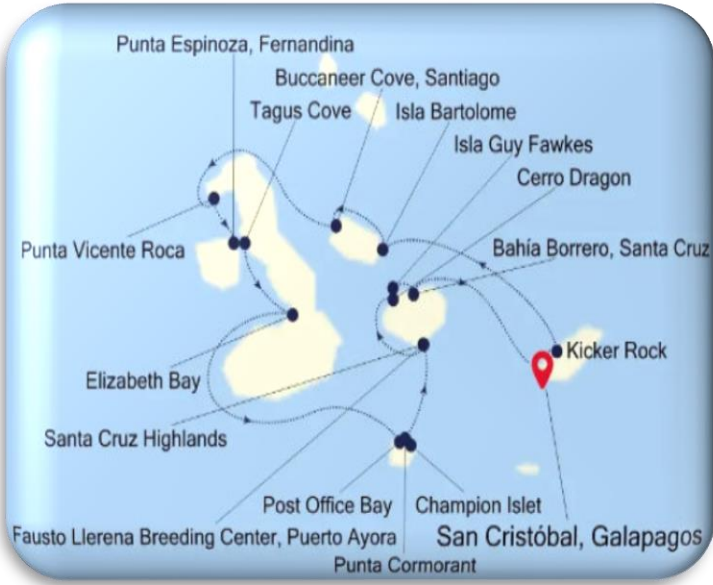 Punta Espinoza, Fernandina
Buccaneer Cove, Santiago
Tagus Cove
Isla Bartolome
Isla Guy Fawkes
Cerro Dragon
Punta Vicente Roca
Bahía Borrero, Santa Cruz
Kicker Rock
Elizabeth Bay
Santa Cruz Highlands
Post Office Bay
Champion Islet
Fausto Llerena Breeding Center, Puerto Ayora
San Cristóbal, Galapagos
Punta Cormorant